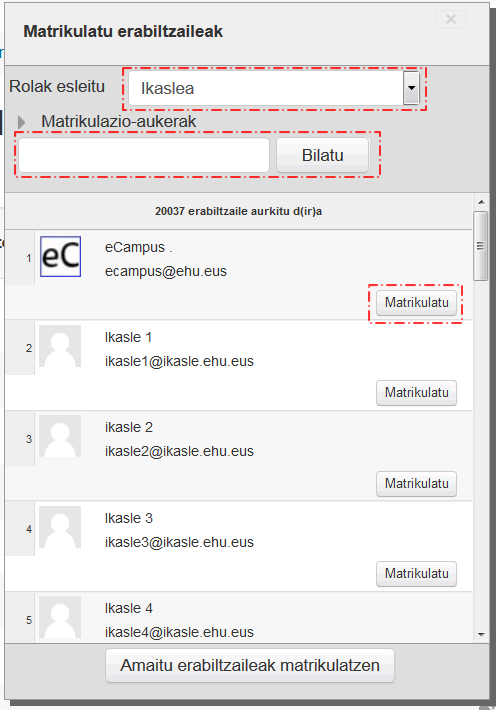 Matrikulatu erabiltzaileak
Rolak esleitu Ikaslea
Matrikulazio-aukerak
Bilatu
20037 erabiltzaile aurkitu d(ir)a
1 eC eCampus .
ecampus@ehu.eus
Matrikulatu
2 Ikasle 1
ikasle1@ikasle.ehu.eus
Matrikulatu
3 ikasle 2
ikasle2@ikasle.ehu.eus
Matrikulatu
4 Ikasle 3
ikasle3@ikasle.ehu.eus
Matrikulatu
5 Ikasle 4
ikasle4@ikasle.ehu.eus
Amaitu erabiltzaileak matrikulatzen